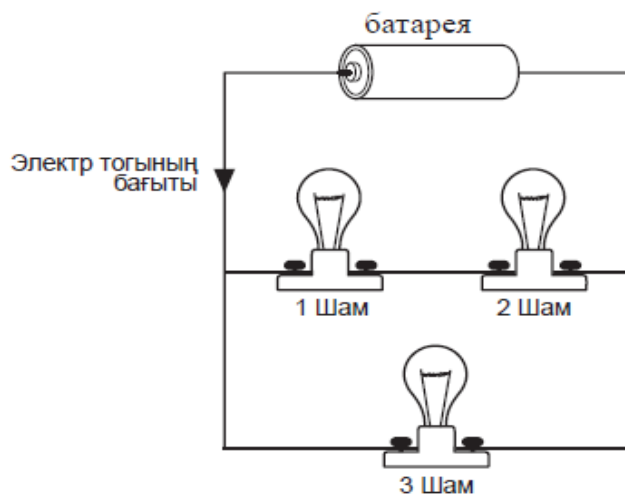 батарея
Электр тогының
бағыты
1 Шам
2 Шам
3 Шам